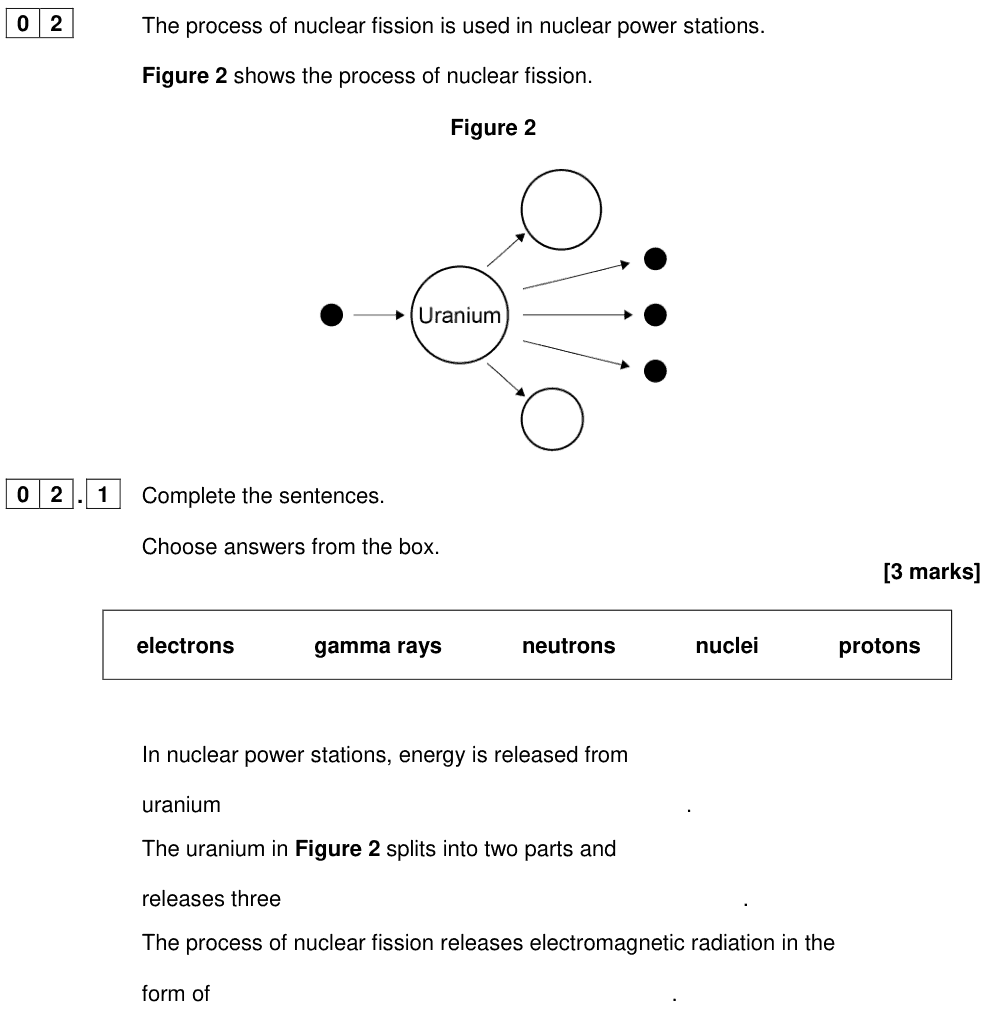 0 2 The process of nuclear fission is used in nuclear power stations.
Figure 2 shows the process of nuclear fission.
Figure 2
Uranium
0 2 . 1 Complete the sentences.
Choose answers from the box.
[3 marks]
electrons gamma rays neutrons nuclei protons
In nuclear power stations, energy is released from
uranium .
The uranium in Figure 2 splits into two parts and
releases three .
The process of nuclear fission releases electromagnetic radiation in the
form of .